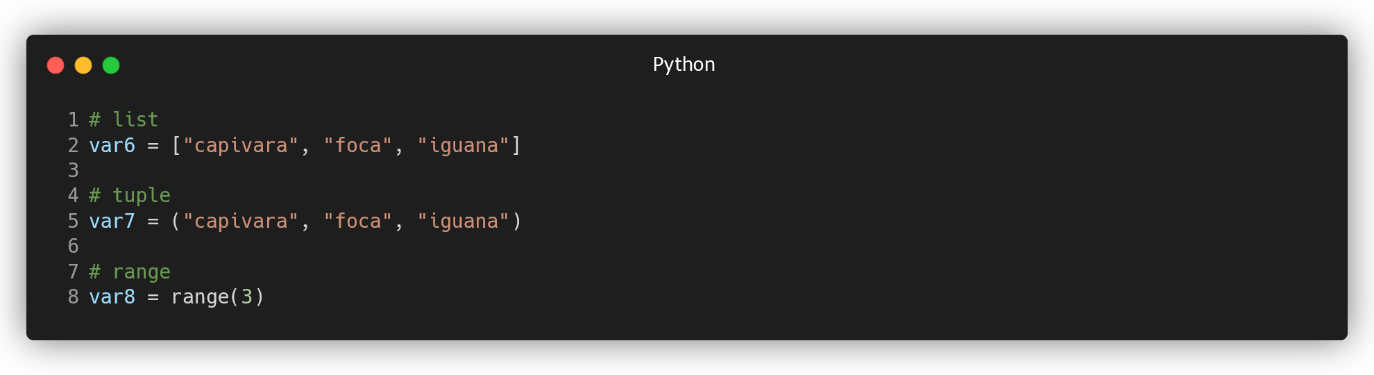 Python
1 # list
2 var6 = ["capivara", "foca", "iguana"]
3
4 # tuple
5 var7 = ("capivara", "foca", "iguana")
6
7 # range
8 var8 = range(3)